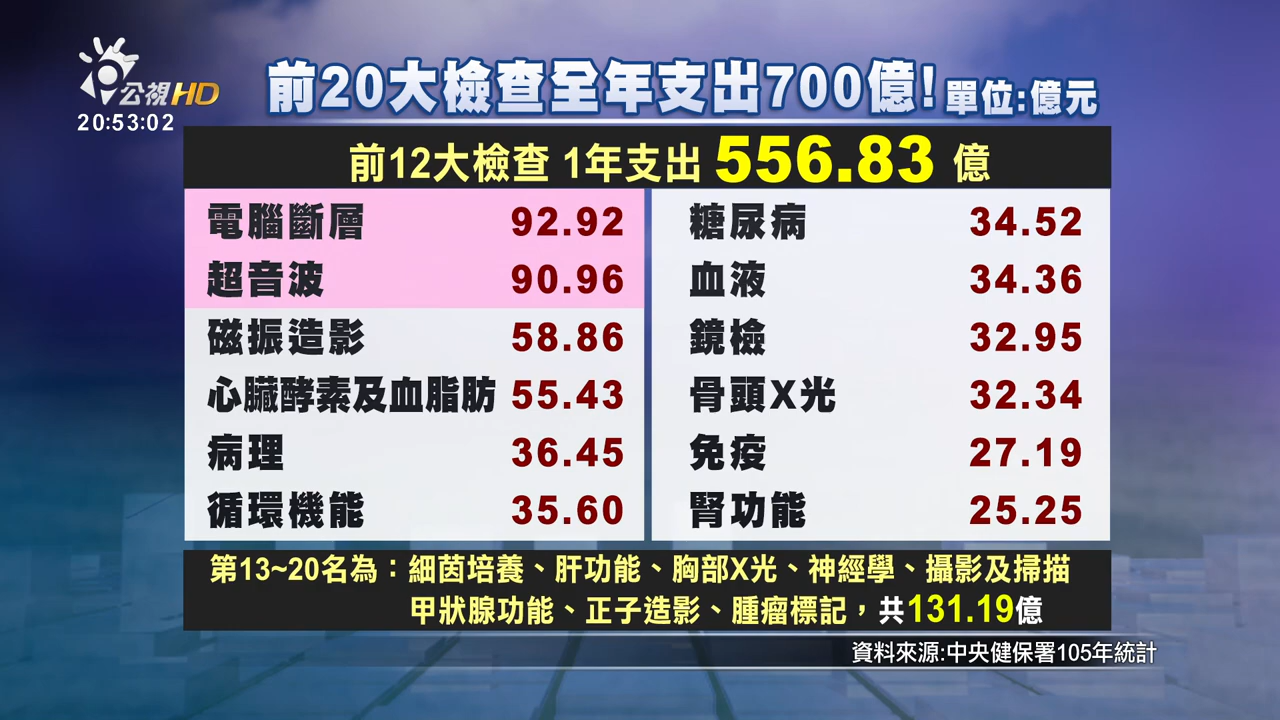 公視HD
20:53:02
前20大檢查全年支出700億! 單位:億元
前12大檢查 1年支出 556.83 億
電腦斷層 92.92
超音波 90.96
磁振造影 58.86
心臟酵素及血脂肪 55.43
病理 36.45
循環機能 35.60
糖尿病 34.52
血液 34.36
鏡檢 32.95
骨頭X光 32.34
免疫 27.19
腎功能 25.25
第13~20名為：細茵培養、肝功能、胸部X光、神經學、攝影及掃描
甲狀腺功能、正子造影、腫瘤標記，共131.19億
資料來源:中央健保署105年統計